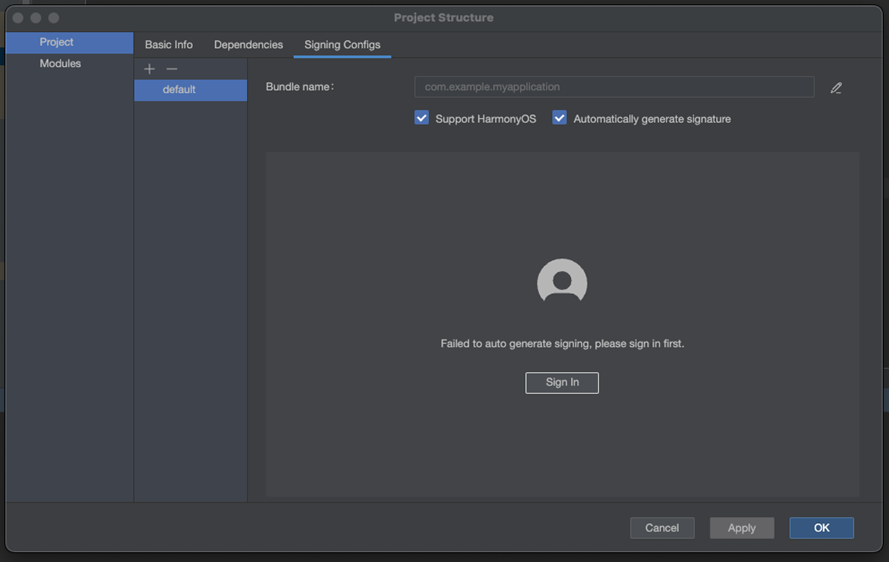 Project Structure
Project
Modules
Basic Info Dependencies Signing Configs
default
Bundle name:
com.example.myapplication
Support HarmonyOS Automatically generate signature
Failed to auto generate signing, please sign in first.
Sign In
Cancel Apply OK